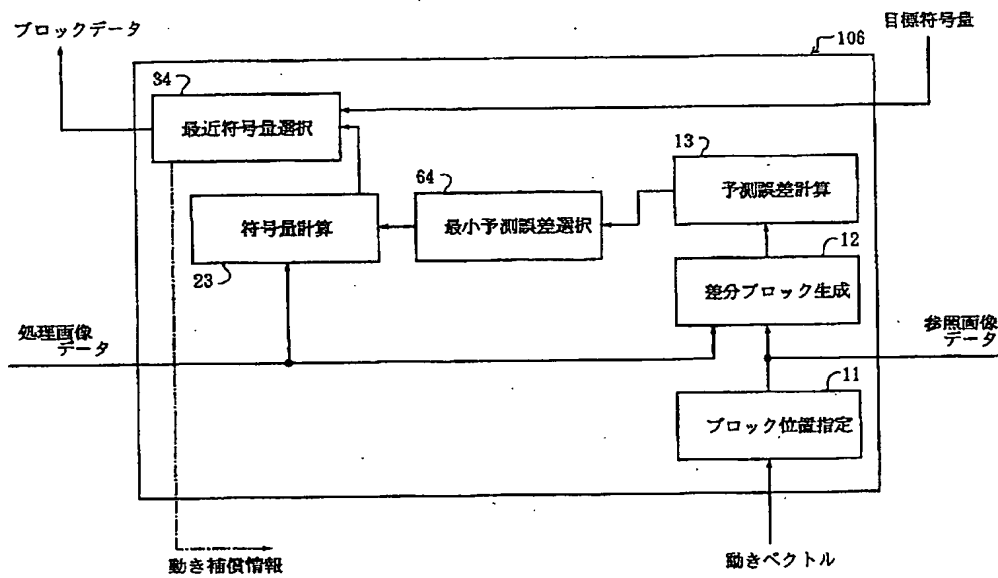 ブロックデータ
目標符号量
106
34
最近符号量選択
13
予測誤差計算
64
最小予測誤差選択
符号量計算
23
12
差分ブロック生成
処理画像
データ
参照画像
データ
11
ブロック位置指定
動き補償情報
動きベクトル